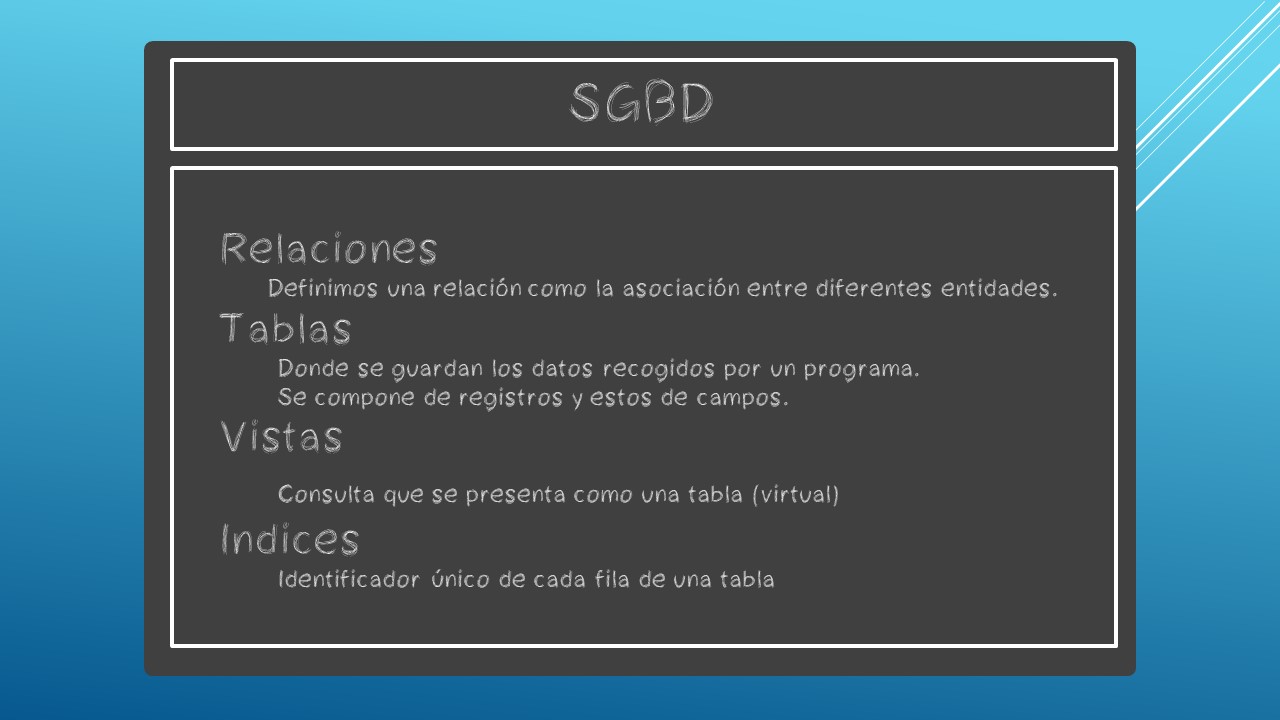 SGBD
Relaciones
Definimos una relación como la asociación entre diferentes entidades.
Tablas
Donde se guardan los datos recogidos por un programa.
Se compone de registros y estos de campos.
Vistas
Consulta que se presenta como una tabla (virtual)
Indices
Identificador único de cada fila de una tabla